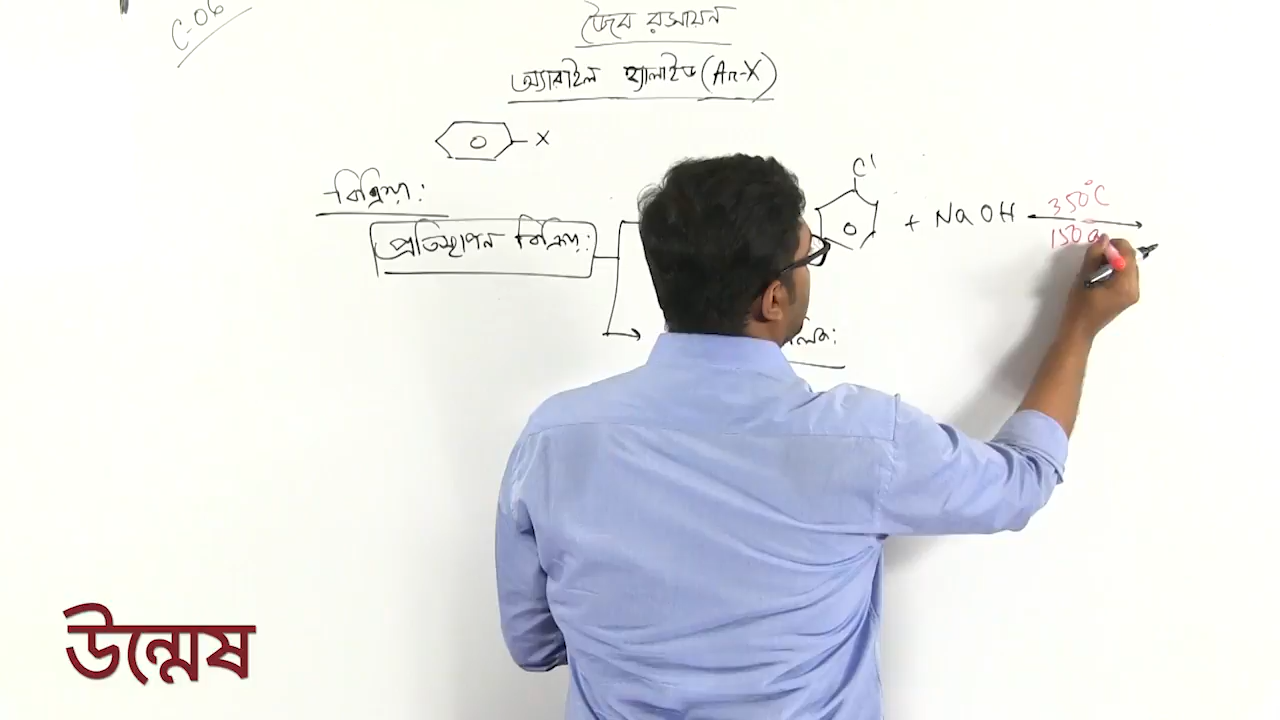 C-06
জৈব রসায়ন
অ্যারাইল হ্যালাইড (Ar-X)
X
বিক্রিয়া:
প্রতিস্থাপন বিক্রিয়া:
Cl
+ NaOH
350°C
150 a
উন্মেষ